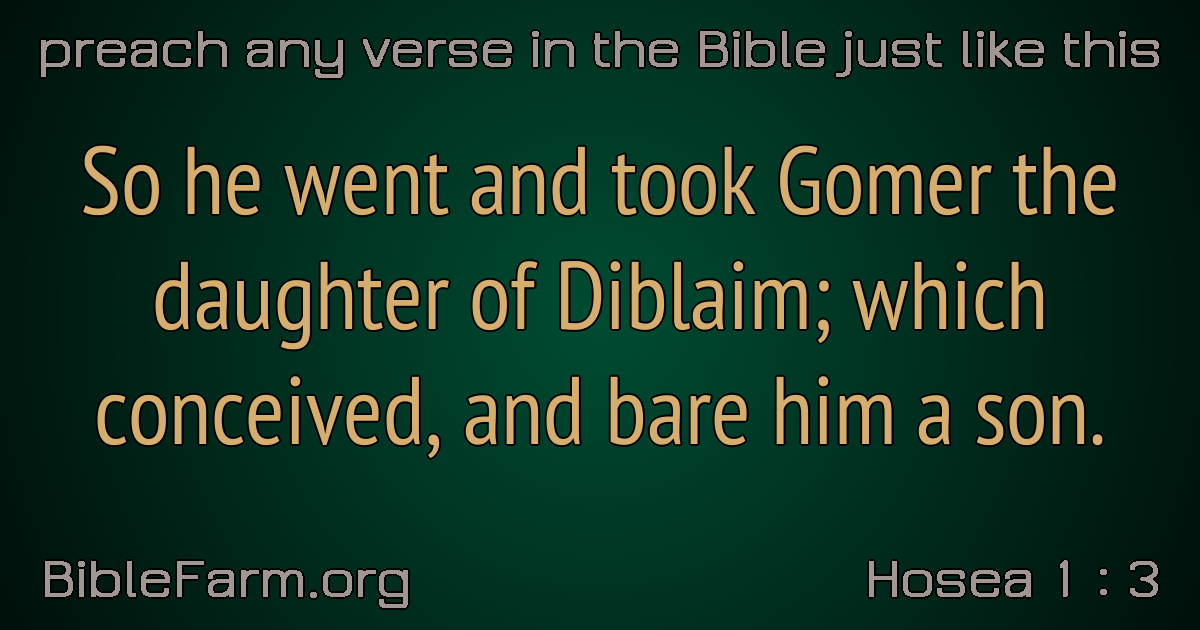 preach any verse in the Bible just like this
So he went and took Gomer the
daughter of Diblaim; which
conceived, and bare him a son.
BibleFarm.org
Hosea 1 : 3